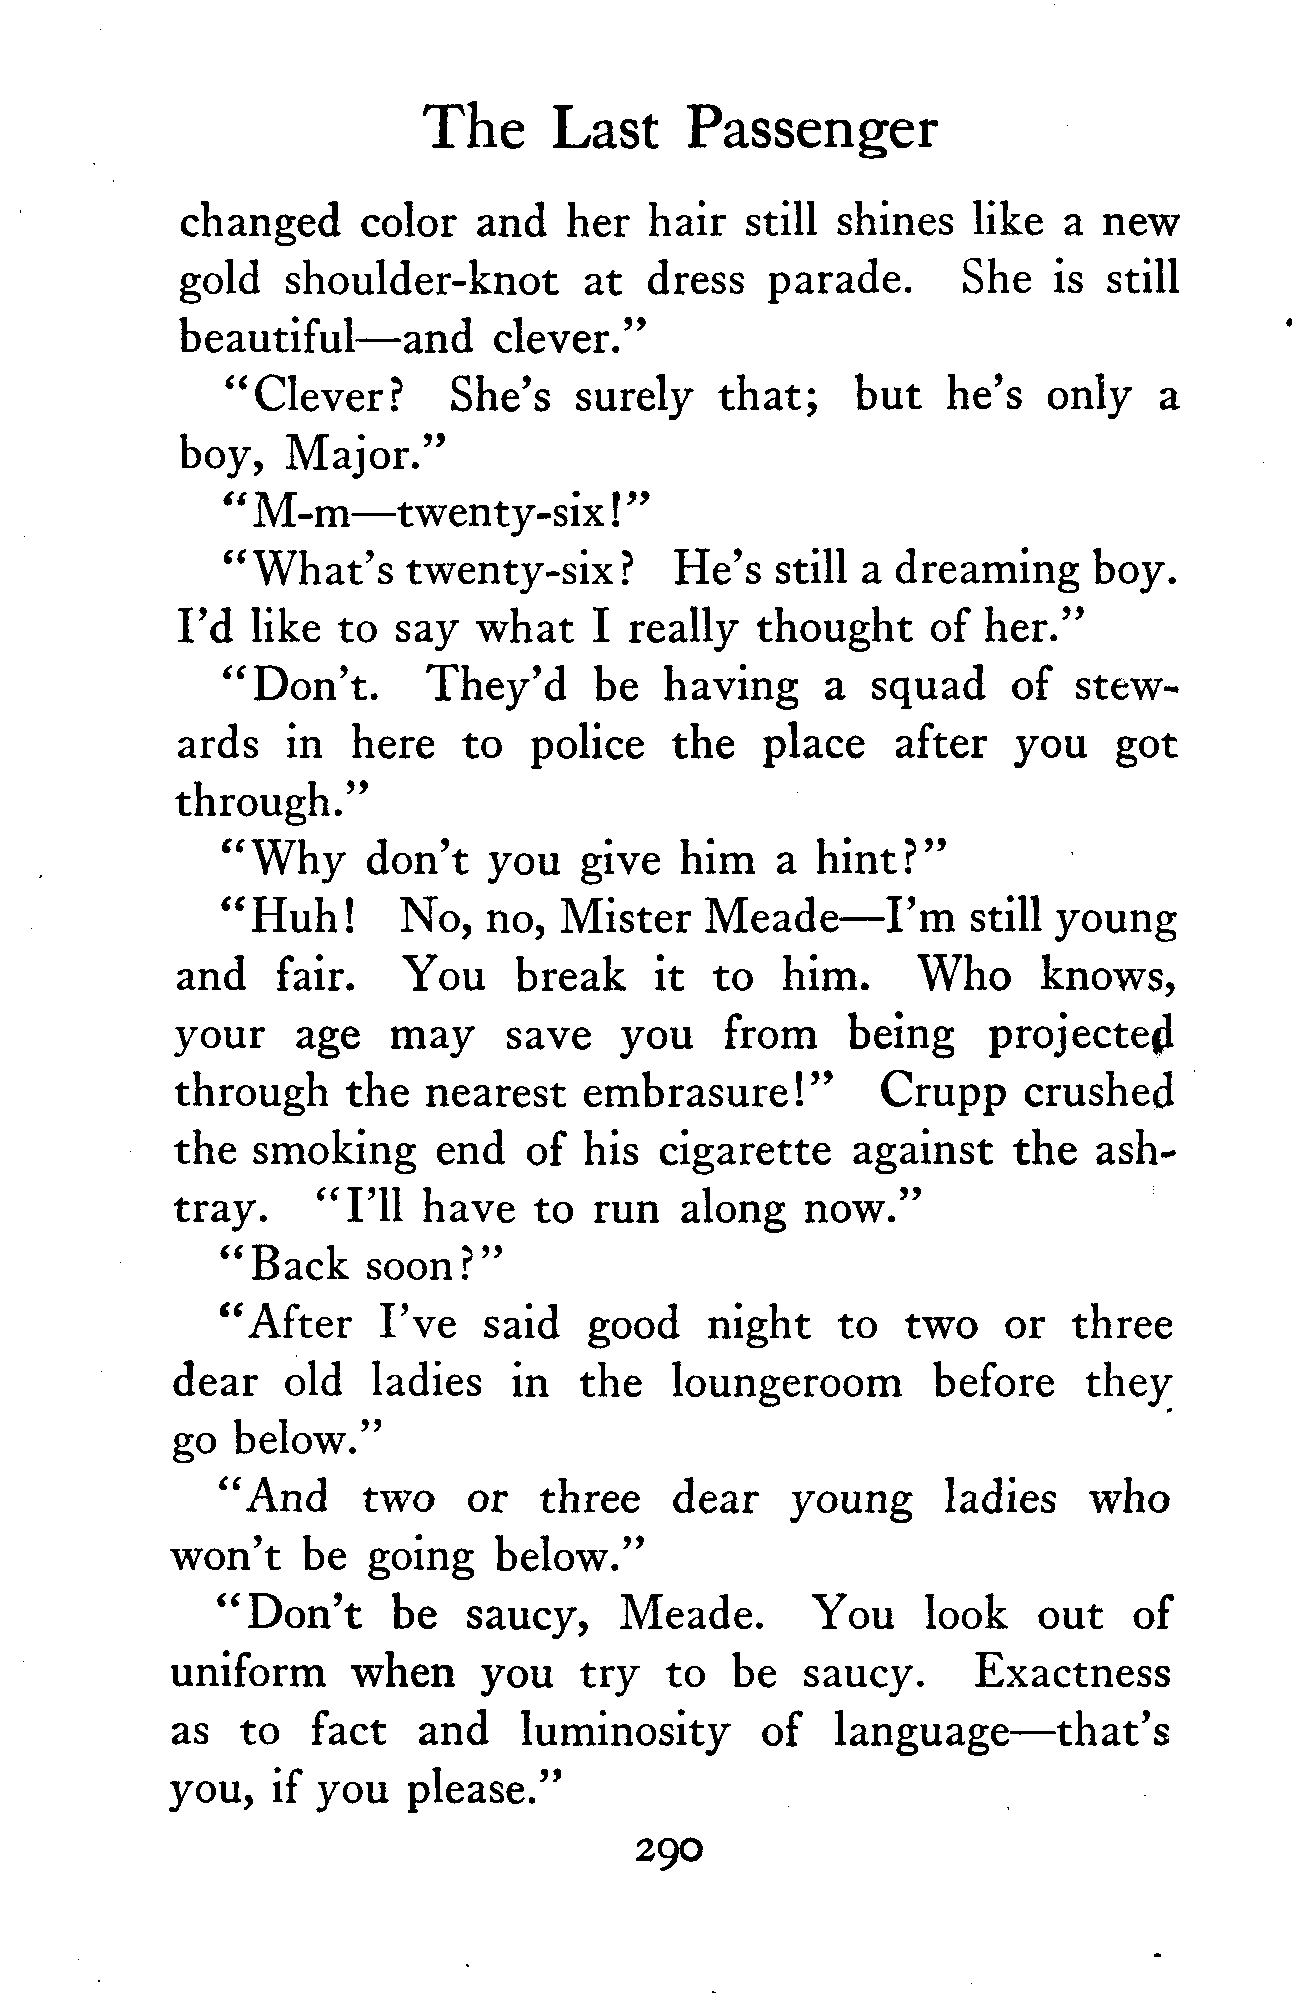 The Last Passenger
changed color and her hair still shines like a new
gold shoulder-knot at dress parade. She is still
beautiful—and clever.”
“Clever? She’s surely that; but he’s only a
boy, Major.”
“M-m—twenty-six!”
“What’s twenty-six? He’s still a dreaming boy.
I’d like to say what I really thought of her.”
“Don’t. They’d be having a squad of stew-
ards in here to police the place after you got
through.”
“Why don’t you give him a hint?”
“Huh! No, no, Mister Meade—I’m still young
and fair. You break it to him. Who knows,
your age may save you from being projected
through the nearest embrasure!” Crupp crushed
the smoking end of his cigarette against the ash-
tray. “I’ll have to run along now.”
“Back soon?”
“After I’ve said good night to two or three
dear old ladies in the loungeroom before they
go below.”
“And two or three dear young ladies who
won’t be going below.”
“Don’t be saucy, Meade. You look out of
uniform when you try to be saucy. Exactness
as to fact and luminosity of language—that’s
you, if you please.”
290